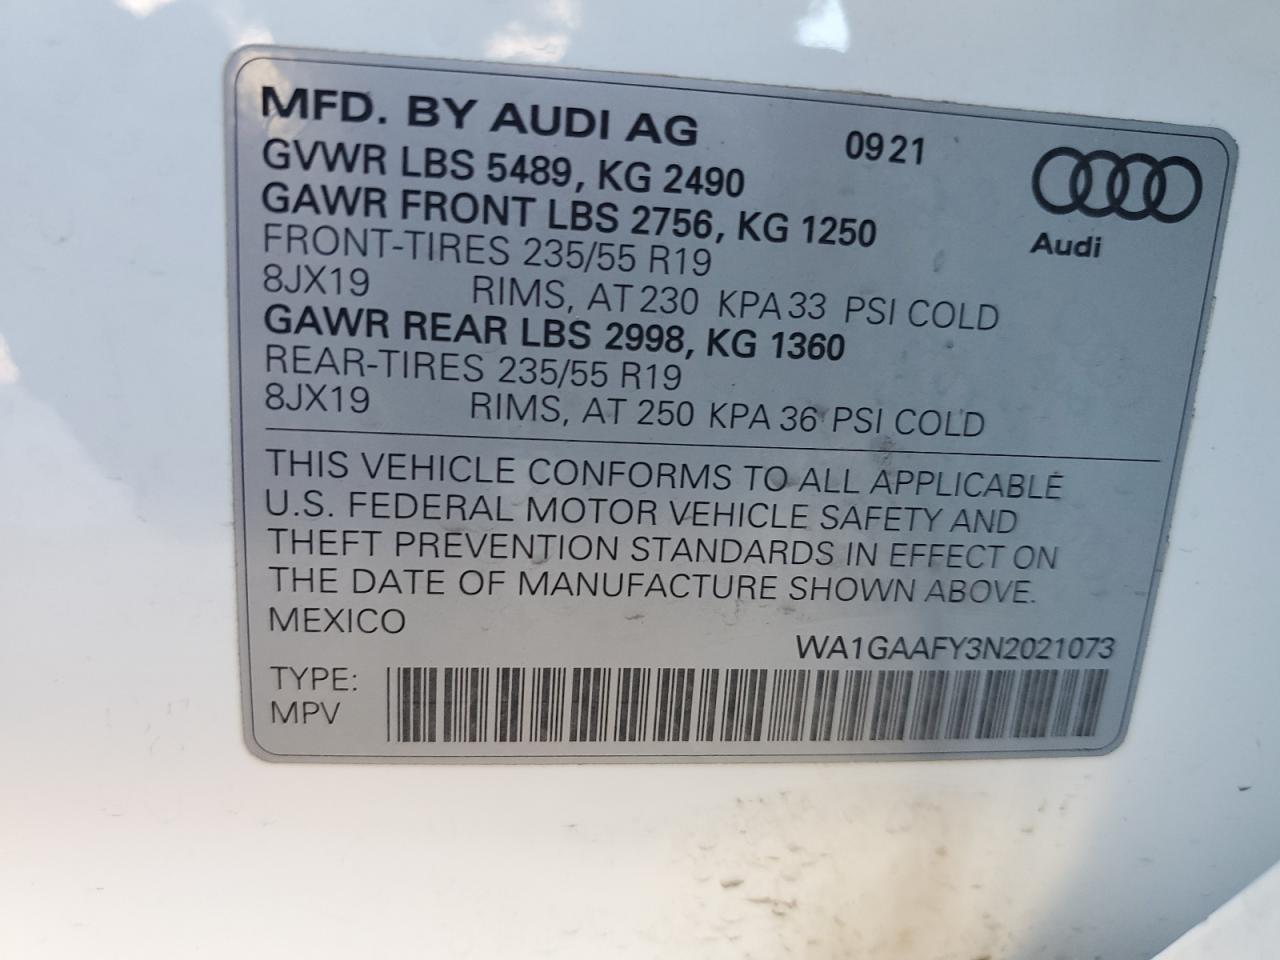 MFD. BY AUDI AG 0921
GVWR LBS 5489, KG 2490
GAWR FRONT LBS 2756, KG 1250
Audi
FRONT-TIRES 235/55 R19
8JX19 RIMS, AT 230 KPA 33 PSI COLD
GAWR REAR LBS 2998, KG 1360
REAR-TIRES 235/55 R19
8JX19 RIMS, AT 250 KPA 36 PSI COLD
THIS VEHICLE CONFORMS TO ALL APPLICABLE
U.S. FEDERAL MOTOR VEHICLE SAFETY AND
THEFT PREVENTION STANDARDS IN EFFECT ON
THE DATE OF MANUFACTURE SHOWN ABOVE.
MEXICO
WA1GAAFY3N2021073
TYPE:
MPV